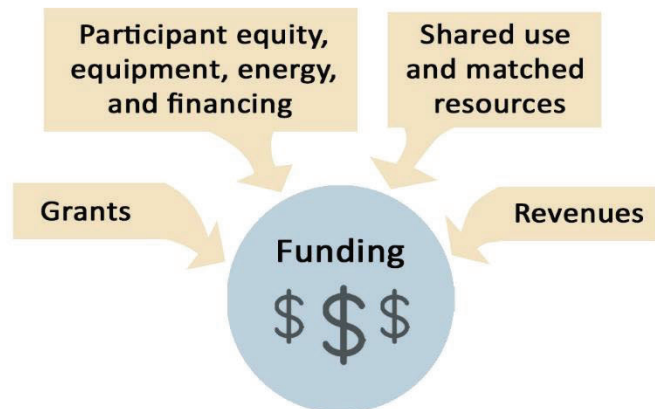 Participant equity,
equipment, energy,
and financing
Shared use
and matched
resources
Grants
Revenues
Funding
$ $ $